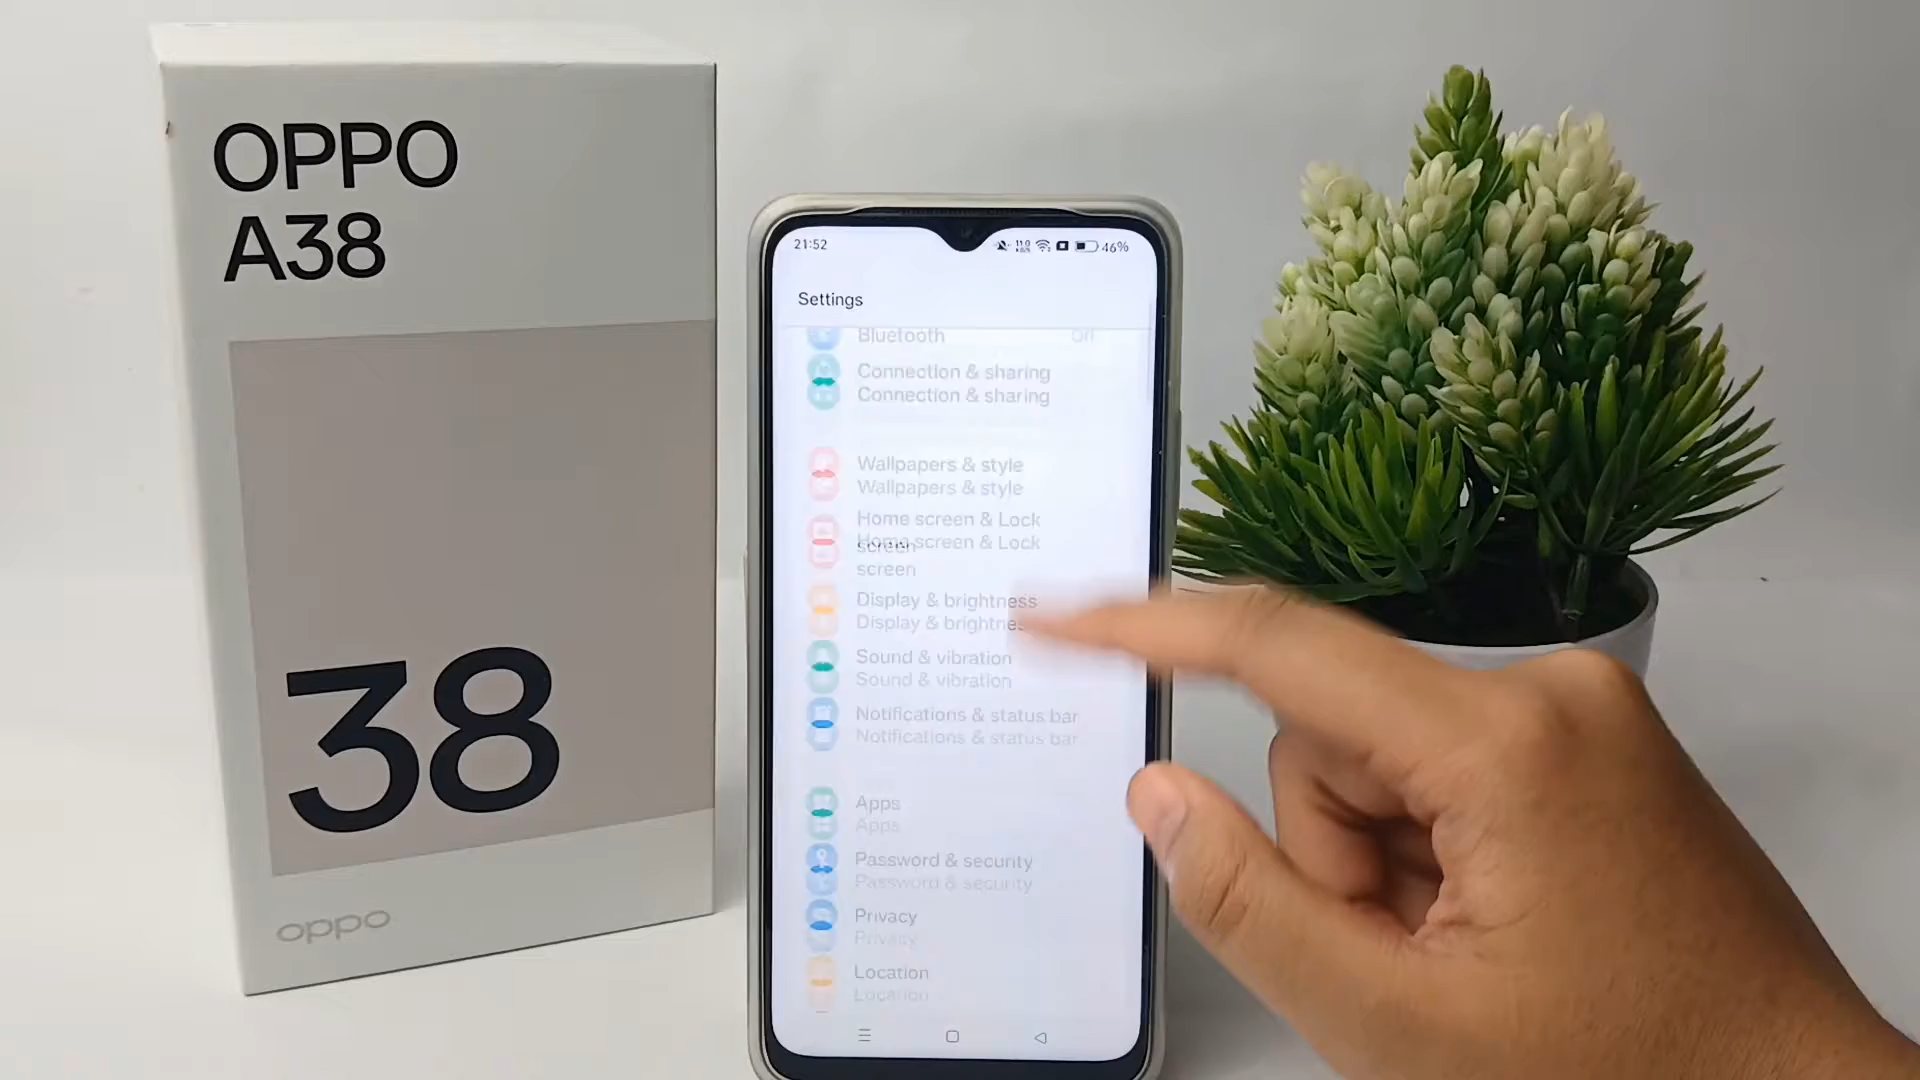 OPPO
A38
38
oppo
21:52
46%
Settings
Bluetooth
Off
Connection & sharing
Connection & sharing
Wallpapers & style
Wallpapers & style
Home screen & Lock
screen
Home screen & Lock
screen
Display & brightness
Display & brightness
Sound & vibration
Sound & vibration
Notifications & status bar
Notifications & status bar
Apps
Apps
Password & security
Password & security
Privacy
Privacy
Location
Location